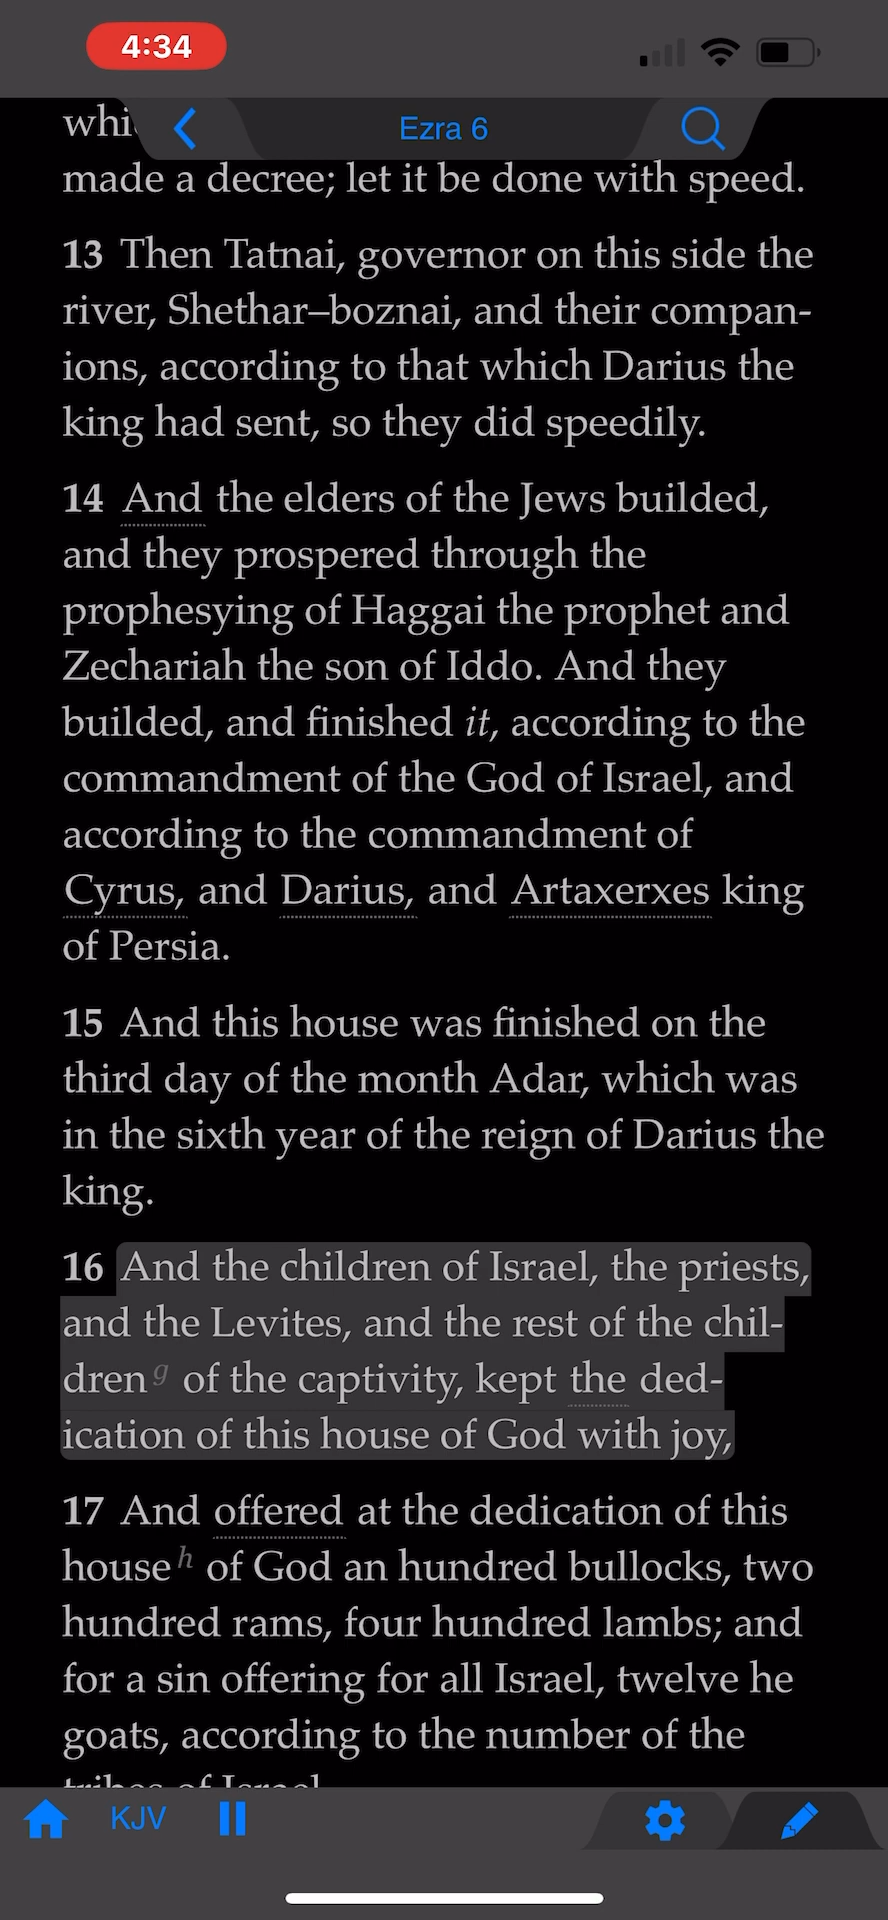 4:34
Ezra 6
made a decree; let it be done with speed.
13 Then Tatnai, governor on this side the
river, Shethar–boznai, and their compan-
ions, according to that which Darius the
king had sent, so they did speedily.
14 And the elders of the Jews builded,
and they prospered through the
prophesying of Haggai the prophet and
Zechariah the son of Iddo. And they
builded, and finished it, according to the
commandment of the God of Israel, and
according to the commandment of
Cyrus, and Darius, and Artaxerxes king
of Persia.
15 And this house was finished on the
third day of the month Adar, which was
in the sixth year of the reign of Darius the
king.
16 And the children of Israel, the priests,
and the Levites, and the rest of the chil-
dren g of the captivity, kept the ded-
ication of this house of God with joy,
17 And offered at the dedication of this
house h of God an hundred bullocks, two
hundred rams, four hundred lambs; and
for a sin offering for all Israel, twelve he
goats, according to the number of the
tribes of Israel
KJV